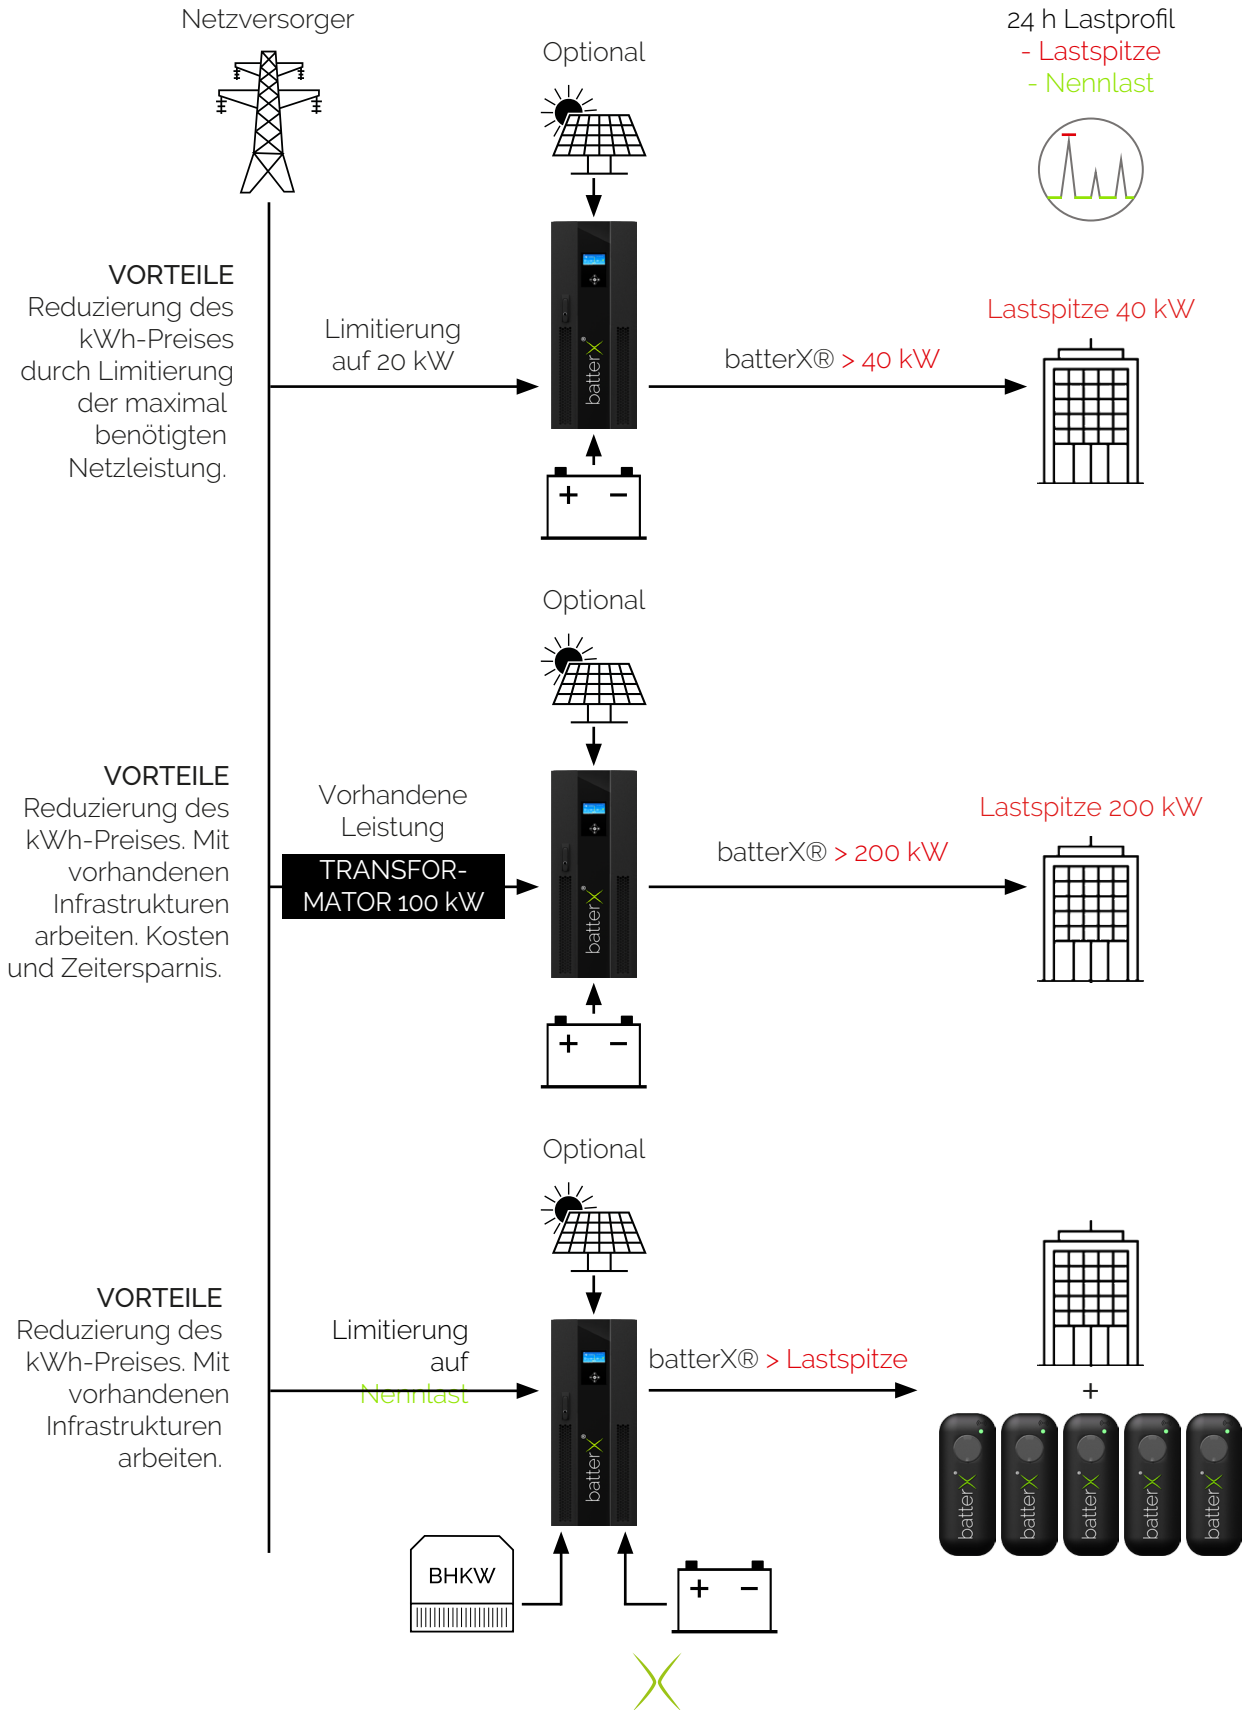 Netzversorger
Optional
24 h Lastprofil
- Lastspitze
- Nennlast
VORTEILE
Reduzierung des
kWh-Preises
durch Limitierung
der maximal
benötigten
Netzleistung.
Limitierung
auf 20 kW
batterX®
batterX® > 40 kW
Lastspitze 40 kW
+ −
Optional
VORTEILE
Reduzierung des
kWh-Preises. Mit
vorhandenen
Infrastrukturen
arbeiten. Kosten
und Zeitersparnis.
Vorhandene
Leistung
TRANSFOR-
MATOR 100 kW
batterX®
batterX® > 200 kW
Lastspitze 200 kW
+ −
Optional
VORTEILE
Reduzierung des
kWh-Preises. Mit
vorhandenen
Infrastrukturen
arbeiten.
Limitierung
auf
Nennlast
batterX®
batterX® > Lastspitze
+
batterX®
batterX®
batterX®
batterX®
batterX®
BHKW
+ −